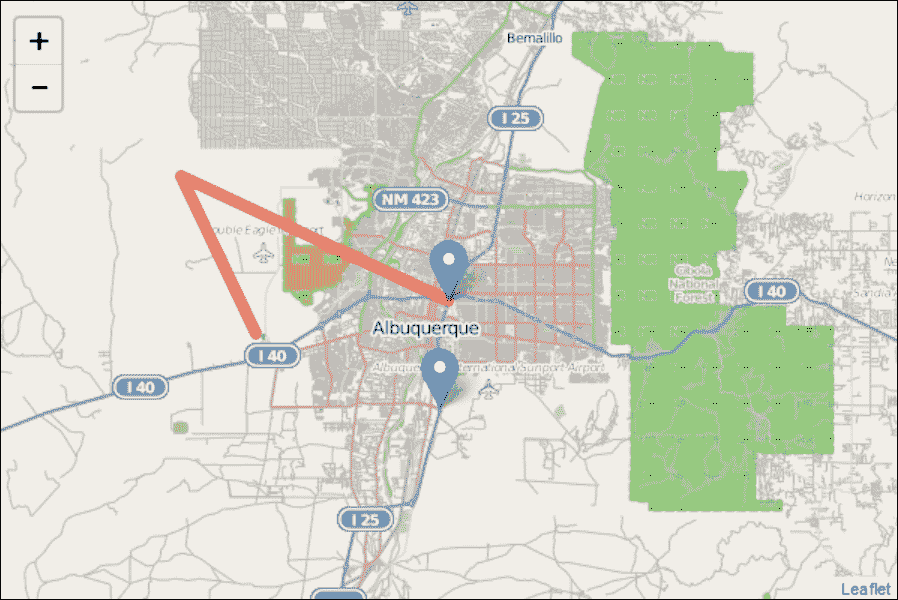 +
−
Bernalillo
I 25
NM 423
Horizon
Double Eagle II Airport
Cibola
National
Forest
I 40
Sandia
Albuquerque
I 40
Albuquerque International Sunport Airport
I 40
I 25
Leaflet